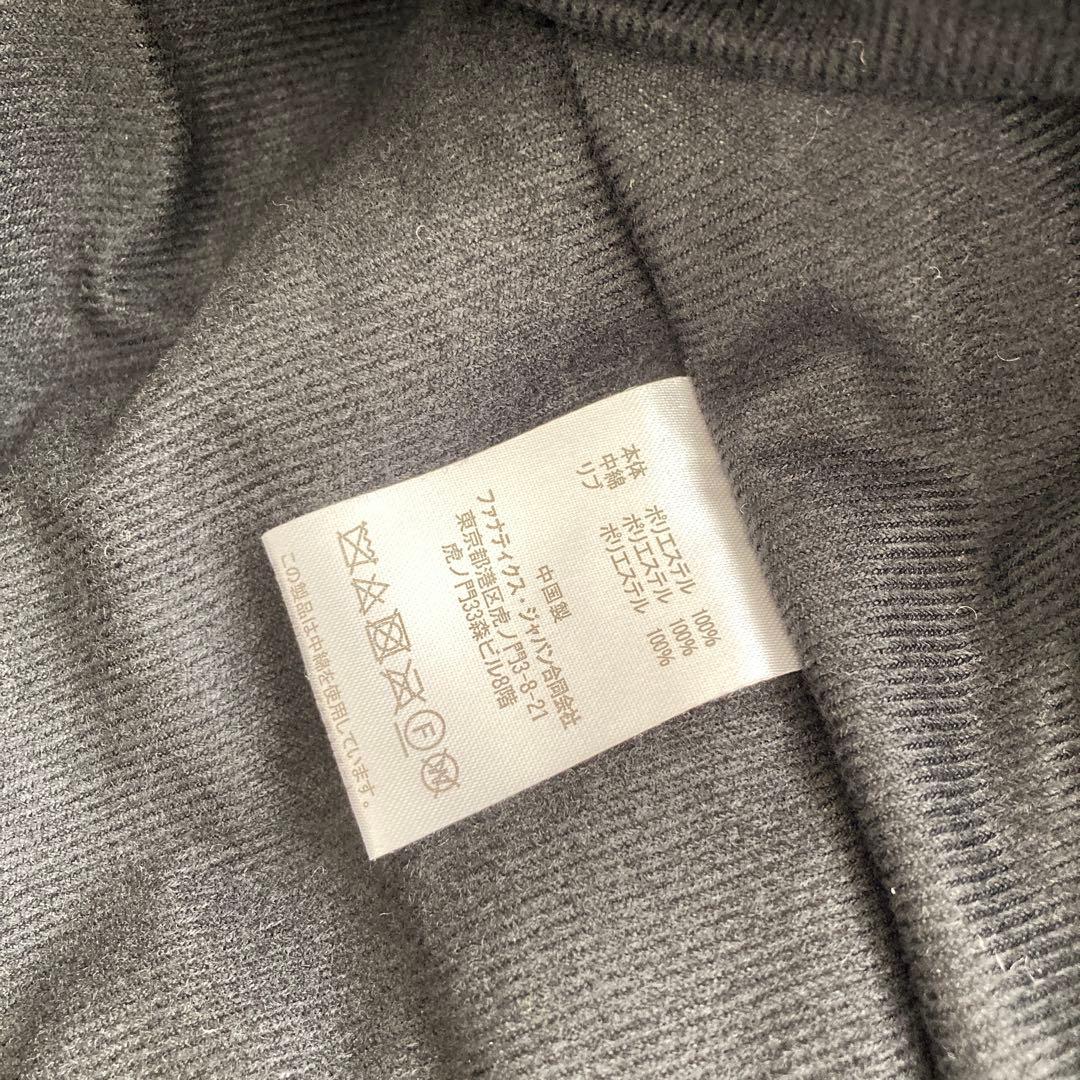 本体 ポリエステル 100%
中綿 ポリエステル 100%
リブ ポリエステル 100%
中国製
ファナティクス・ジャパン合同会社
東京都港区虎ノ門3-8-21
虎ノ門33森ビル8階
F
W
この製品は中綿を使用しています。